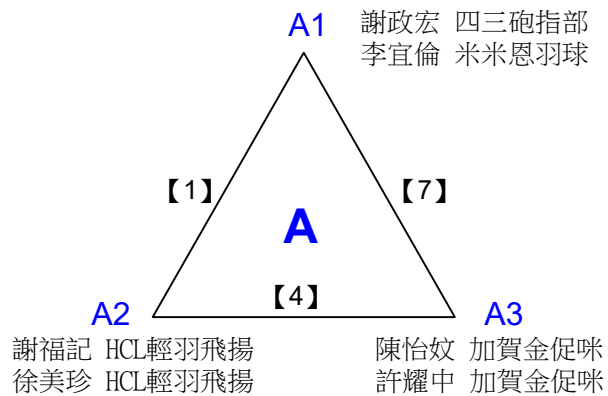 A1
謝政宏 四三砲指部
李宜倫 米米恩羽球
【1】
【7】
A
【4】
A2
A3
謝福記 HCL輕羽飛揚
徐美珍 HCL輕羽飛揚
陳怡妏 加賀金促咪
許耀中 加賀金促咪